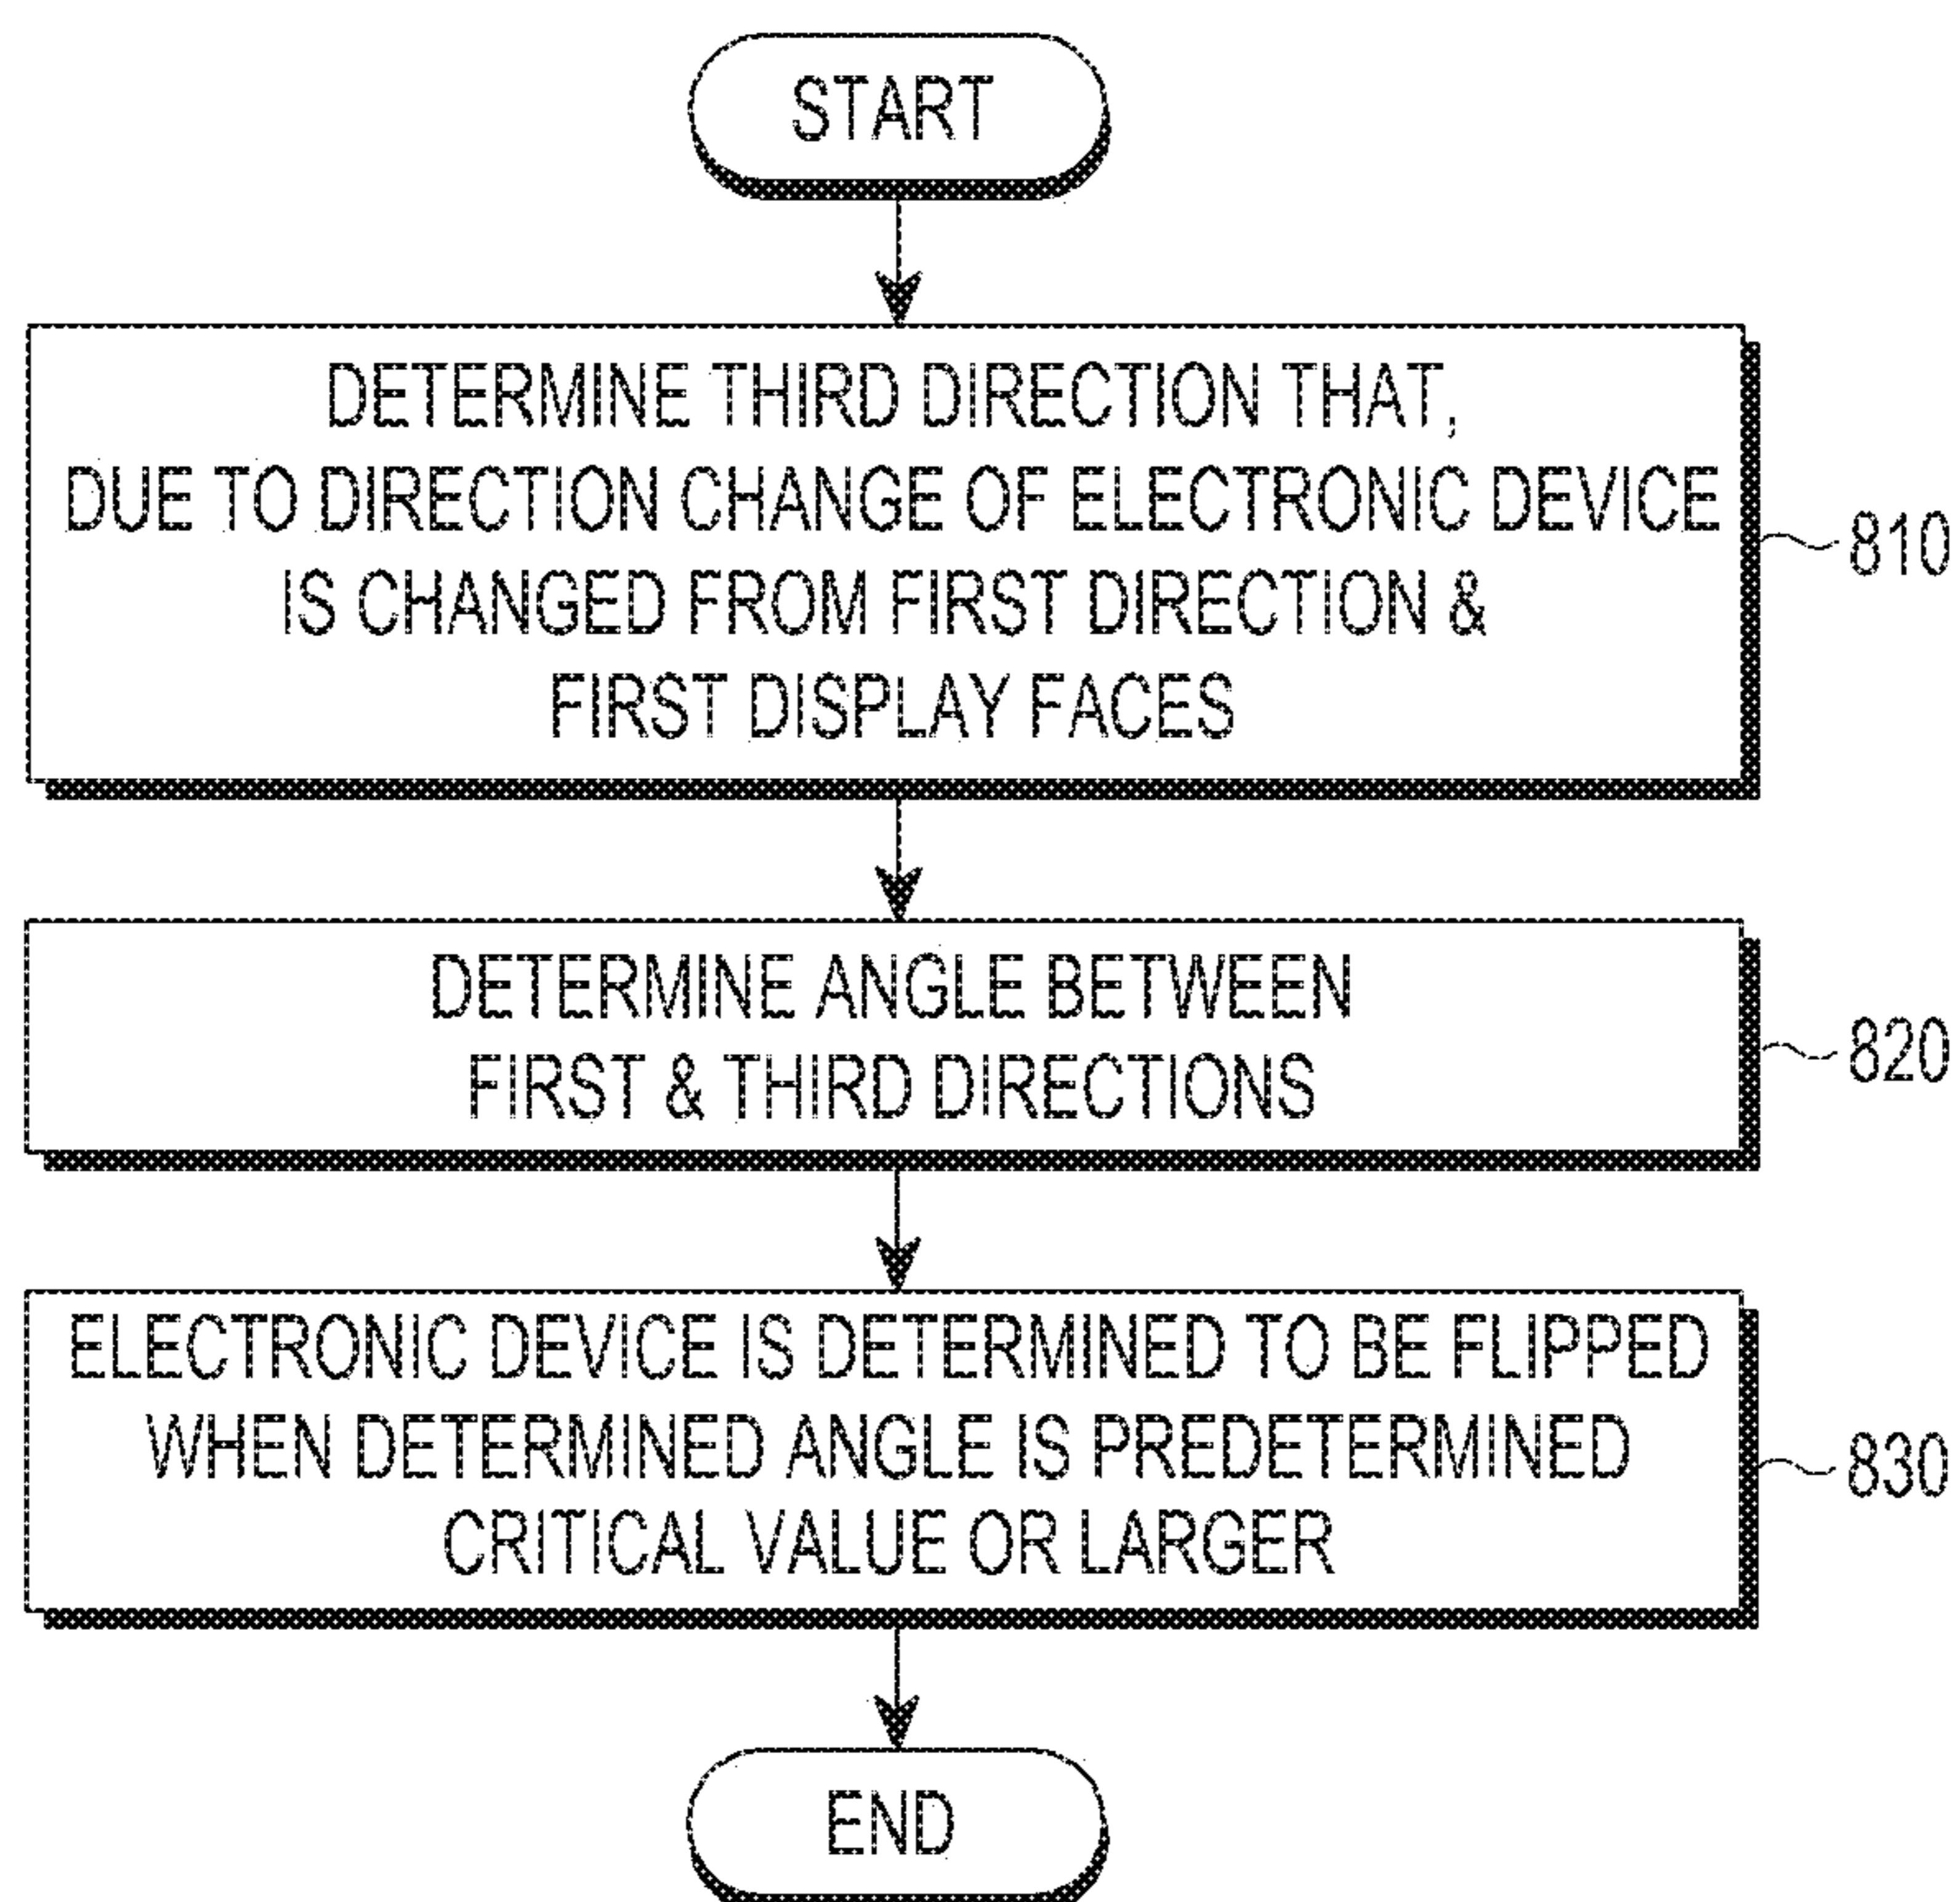 START
DETERMINE THIRD DIRECTION THAT,
DUE TO DIRECTION CHANGE OF ELECTRONIC DEVICE
IS CHANGED FROM FIRST DIRECTION &
FIRST DISPLAY FACES
810
DETERMINE ANGLE BETWEEN
FIRST & THIRD DIRECTIONS
820
ELECTRONIC DEVICE IS DETERMINED TO BE FLIPPED
WHEN DETERMINED ANGLE IS PREDETERMINED
CRITICAL VALUE OR LARGER
830
END